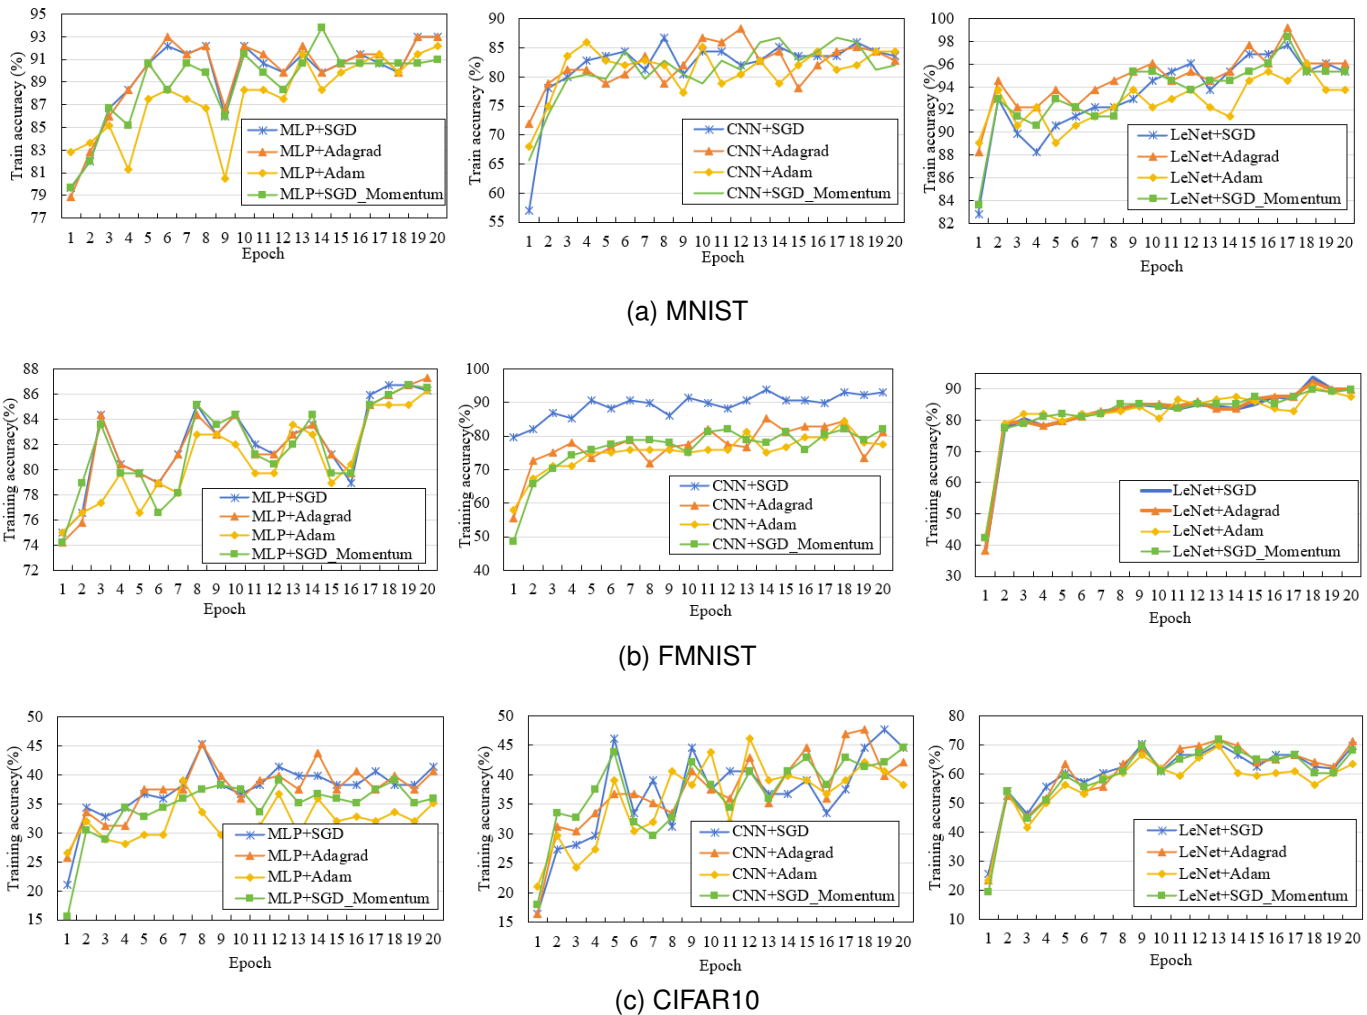 Train accuracy (%)
95
93
91
89
87
85
83
81
79
77
MLP+SGD
MLP+Adagrad
MLP+Adam
MLP+SGD_Momentum
1 2 3 4 5 6 7 8 9 10 11 12 13 14 15 16 17 18 19 20
Epoch
Train accuracy (%)
90
85
80
75
70
65
60
55
CNN+SGD
CNN+Adagrad
CNN+Adam
CNN+SGD_Momentum
1 2 3 4 5 6 7 8 9 10 11 12 13 14 15 16 17 18 19 20
Epoch
Train accuracy (%)
100
98
96
94
92
90
88
86
84
82
LeNet+SGD
LeNet+Adagrad
LeNet+Adam
LeNet+SGD_Momentum
1 2 3 4 5 6 7 8 9 10 11 12 13 14 15 16 17 18 19 20
Epoch
(a) MNIST
Training accuracy(%)
88
86
84
82
80
78
76
74
72
MLP+SGD
MLP+Adagrad
MLP+Adam
MLP+SGD_Momentum
1 2 3 4 5 6 7 8 9 10 11 12 13 14 15 16 17 18 19 20
Epoch
Training accuracy(%)
100
90
80
70
60
50
40
CNN+SGD
CNN+Adagrad
CNN+Adam
CNN+SGD_Momentum
1 2 3 4 5 6 7 8 9 10 11 12 13 14 15 16 17 18 19 20
Epoch
Training accuracy(%)
90
80
70
60
50
40
30
LeNet+SGD
LeNet+Adagrad
LeNet+Adam
LeNet+SGD_Momentum
1 2 3 4 5 6 7 8 9 10 11 12 13 14 15 16 17 18 19 20
Epoch
(b) FMNIST
Training accuracy(%)
50
45
40
35
30
25
20
15
MLP+SGD
MLP+Adagrad
MLP+Adam
MLP+SGD_Momentum
1 2 3 4 5 6 7 8 9 10 11 12 13 14 15 16 17 18 19 20
Epoch
Training accuracy(%)
50
45
40
35
30
25
20
15
CNN+SGD
CNN+Adagrad
CNN+Adam
CNN+SGD_Momentum
1 2 3 4 5 6 7 8 9 10 11 12 13 14 15 16 17 18 19 20
Epoch
Training accuracy(%)
80
70
60
50
40
30
20
10
LeNet+SGD
LeNet+Adagrad
LeNet+Adam
LeNet+SGD_Momentum
1 2 3 4 5 6 7 8 9 10 11 12 13 14 15 16 17 18 19 20
Epoch
(c) CIFAR10